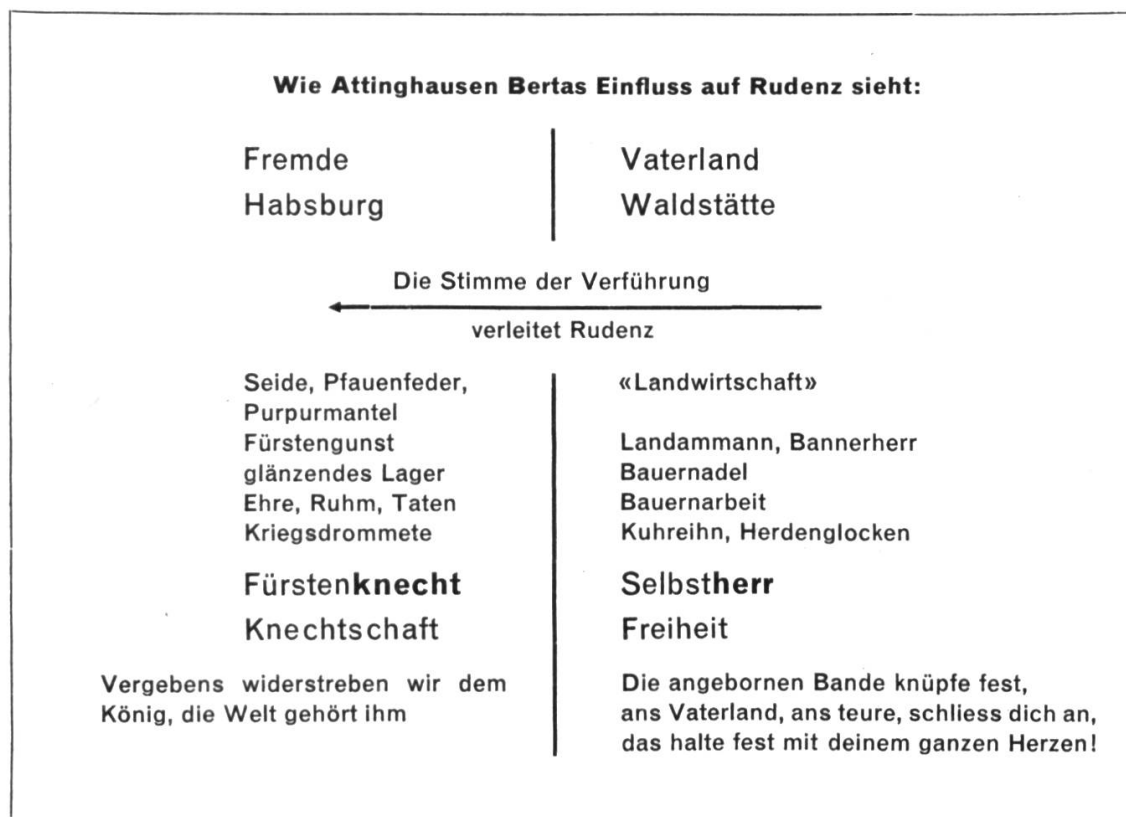 Wie Attinghausen Bertas Einfluss auf Rudenz sieht:
Fremde
Habsburg
Vaterland
Waldstätte
Die Stimme der Verführung
verleitet Rudenz
Seide, Pfauenfeder,
Purpurmantel
Fürstengunst
glänzendes Lager
Ehre, Ruhm, Taten
Kriegsdrommete
Fürstenknecht
Knechtschaft
Vergebens widerstreben wir dem
König, die Welt gehört ihm
«Landwirtschaft»
Landammann, Bannerherr
Bauernadel
Bauernarbeit
Kuhreihn, Herdenglocken
Selbstherr
Freiheit
Die angebornen Bande knüpfe fest,
ans Vaterland, ans teure, schliess dich an,
das halte fest mit deinem ganzen Herzen!